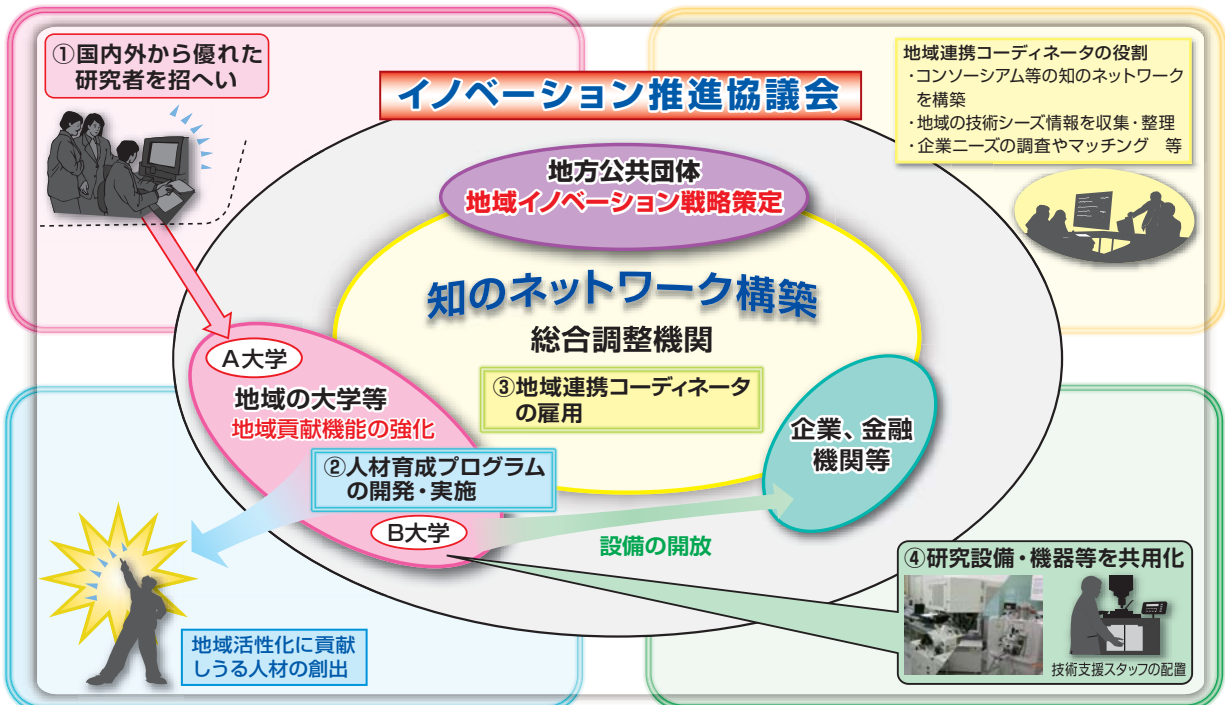 ①国内外から優れた
研究者を招へい
イノベーション推進協議会
地域連携コーディネータの役割
・コンソーシアム等の知のネットワーク
を構築
・地域の技術シーズ情報を収集・整理
・企業ニーズの調査やマッチング 等
地方公共団体
地域イノベーション戦略策定
知のネットワーク構築
総合調整機関
③地域連携コーディネータ
の雇用
A大学
地域の大学等
地域貢献機能の強化
②人材育成プログラム
の開発・実施
B大学
企業、金融
機関等
設備の開放
④研究設備・機器等を共用化
技術支援スタッフの配置
地域活性化に貢献
しうる人材の創出